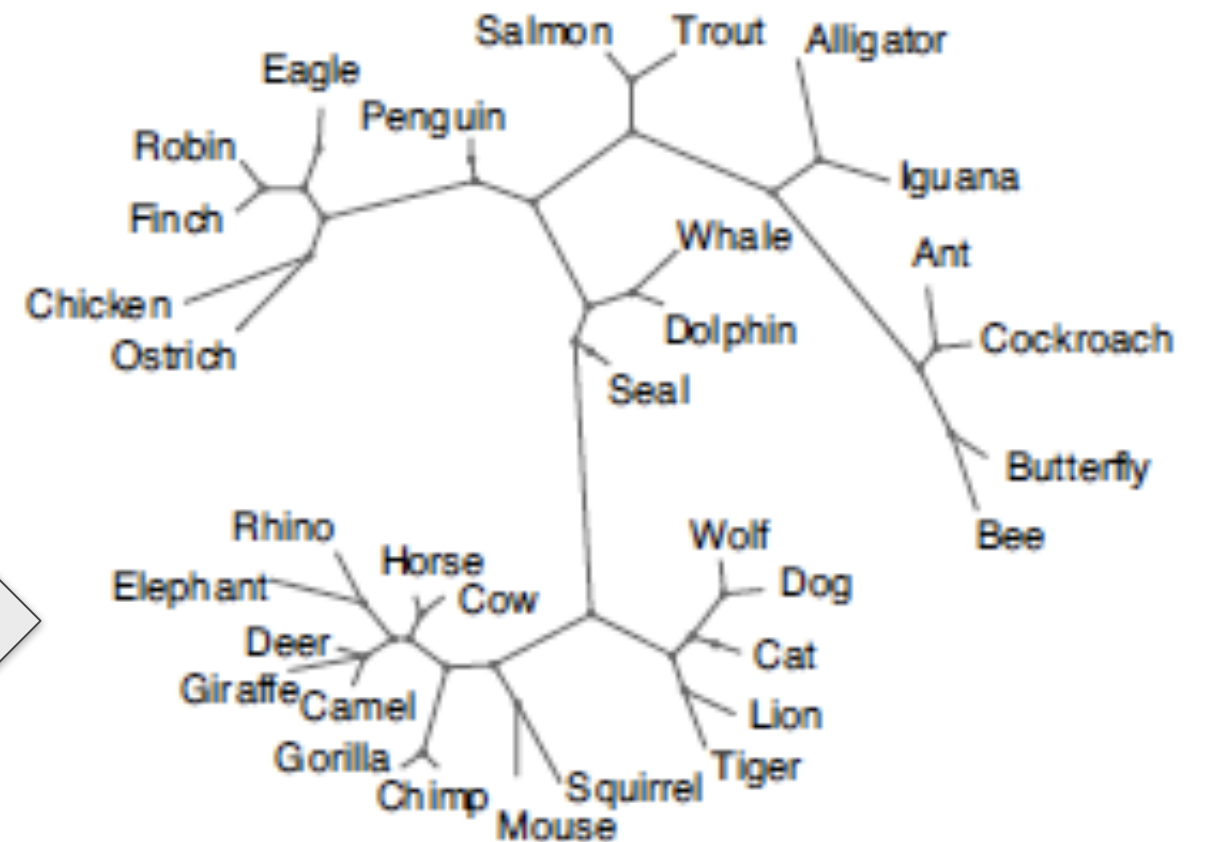 Salmon
Trout
Alligator
Eagle
Penguin
Robin
Iguana
Finch
Whale
Ant
Chicken
Dolphin
Cockroach
Ostrich
Seal
Butterfly
Bee
Rhino
Wolf
Horse
Elephant
Dog
Cow
Deer
Cat
Giraffe
Camel
Lion
Gorilla
Tiger
Chimp
Squirrel
Mouse